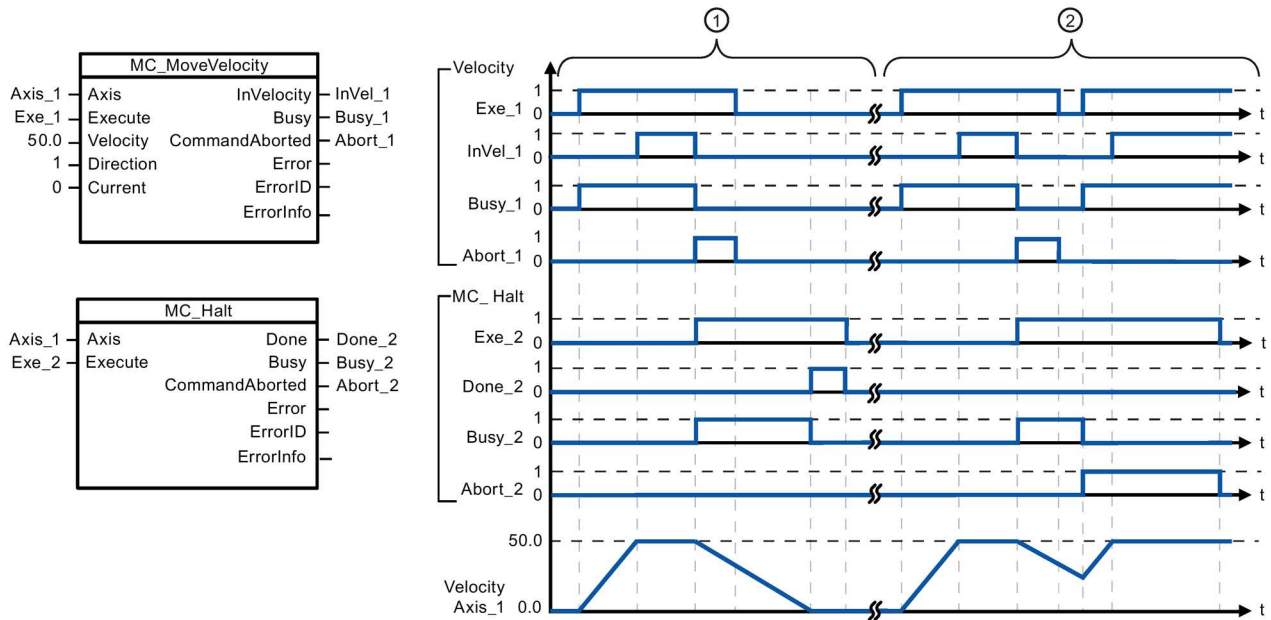 MC_MoveVelocity
Axis_1 Axis InVelocity InVel_1
Exe_1 Execute Busy Busy_1
50.0 Velocity CommandAborted Abort_1
1 Direction Error
0 Current ErrorID
ErrorInfo
MC_Halt
Axis_1 Axis Done Done_2
Exe_2 Execute Busy Busy_2
CommandAborted Abort_2
Error
ErrorID
ErrorInfo
1 2
Velocity
1
Exe_1 0 t
1
InVel_1 0 t
1
Busy_1 0 t
1
Abort_1 0 t
MC_ Halt
1
Exe_2 0 t
1
Done_2 0 t
1
Busy_2 0 t
1
Abort_2 0 t
50.0
Velocity
Axis_1 0.0 t